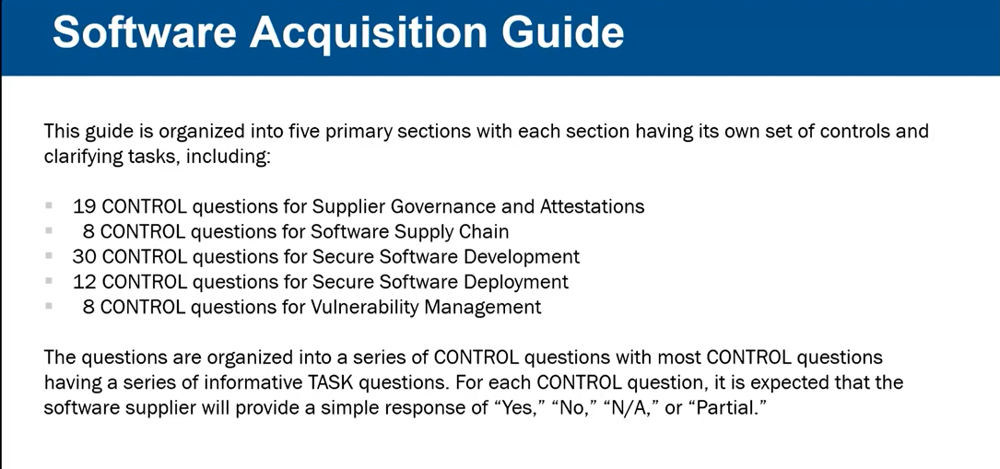 Software Acquisition Guide
This guide is organized into five primary sections with each section having its own set of controls and
clarifying tasks, including:
▪ 19 CONTROL questions for Supplier Governance and Attestations
▪ 8 CONTROL questions for Software Supply Chain
▪ 30 CONTROL questions for Secure Software Development
▪ 12 CONTROL questions for Secure Software Deployment
▪ 8 CONTROL questions for Vulnerability Management
The questions are organized into a series of CONTROL questions with most CONTROL questions
having a series of informative TASK questions. For each CONTROL question, it is expected that the
software supplier will provide a simple response of “Yes,” “No,” “N/A,” or “Partial.”